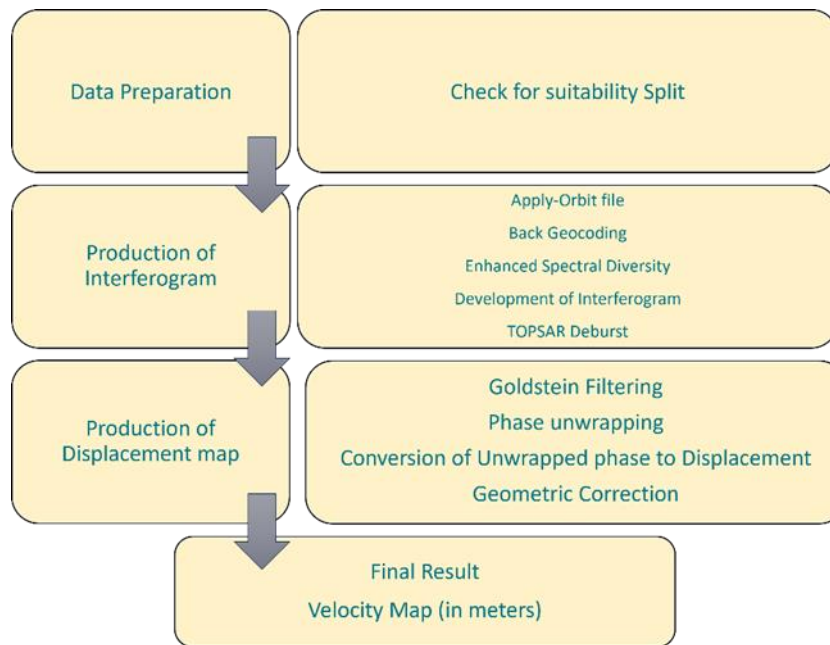 Data Preparation
Check for suitability Split
Production of
Interferogram
Apply-Orbit file
Back Geocoding
Enhanced Spectral Diversity
Development of Interferogram
TOPSAR Deburst
Production of
Displacement map
Goldstein Filtering
Phase unwrapping
Conversion of Unwrapped phase to Displacement
Geometric Correction
Final Result
Velocity Map (in meters)